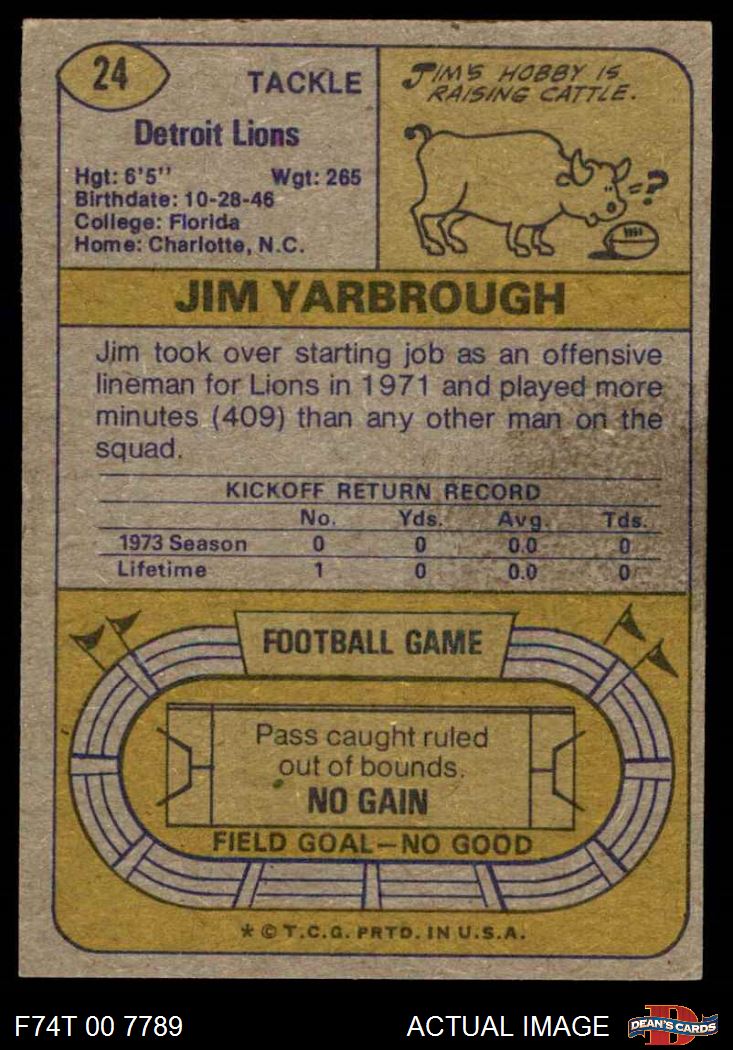 24
TACKLE
Detroit Lions
Hgt: 6'5" Wgt: 265
Birthdate: 10-28-46
College: Florida
Home: Charlotte, N.C.
JIM'S HOBBY IS
RAISING CATTLE.
=?
JIM YARBROUGH
Jim took over starting job as an offensive
lineman for Lions in 1971 and played more
minutes (409) than any other man on the
squad.
KICKOFF RETURN RECORD
No. Yds. Avg. Tds.
1973 Season 0 0 0.0 0
Lifetime 1 0 0.0 0
FOOTBALL GAME
Pass caught ruled
out of bounds.
NO GAIN
FIELD GOAL—NO GOOD
* © T.C.G. PRTD. IN U.S.A.
F74T 00 7789 ACTUAL IMAGE
D
DEAN'S CARDS